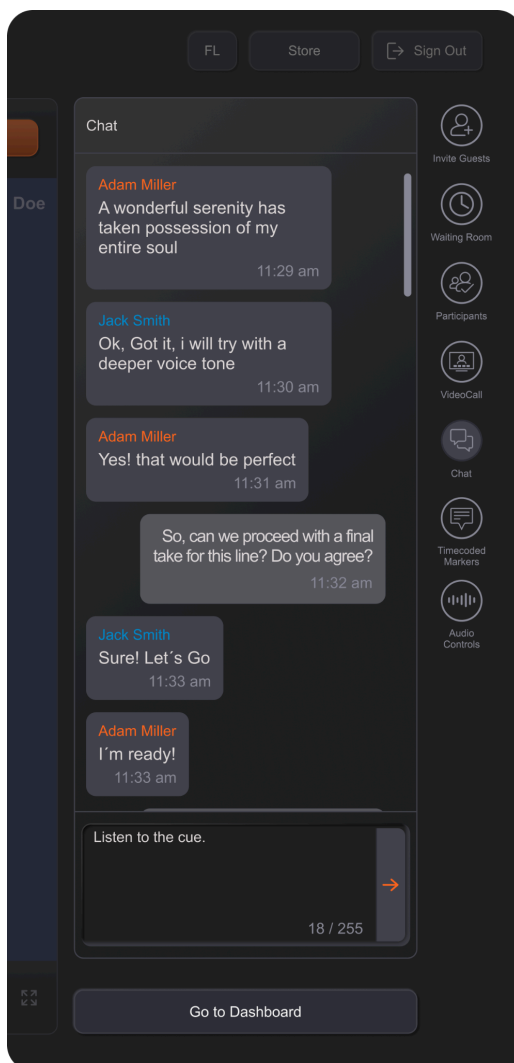 FL
Store
Sign Out
Chat
Doe
Adam Miller
A wonderful serenity has
taken possession of my
entire soul
11:29 am
Jack Smith
Ok, Got it, i will try with a
deeper voice tone
11:30 am
Adam Miller
Yes! that would be perfect
11:31 am
So, can we proceed with a final
take for this line? Do you agree?
11:32 am
Jack Smith
Sure! Let´s Go
11:33 am
Adam Miller
I´m ready!
11:33 am
Listen to the cue.
18 / 255
Go to Dashboard
Invite Guests
Waiting Room
Participants
VideoCall
Chat
Timecoded
Markers
Audio
Controls